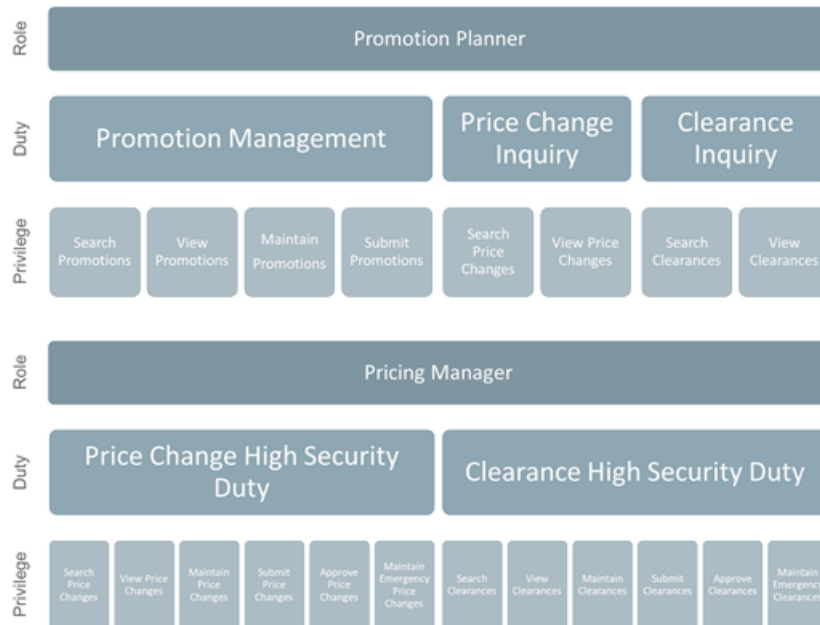 Role
Promotion Planner
Duty
Promotion Management
Price Change
Inquiry
Clearance
Inquiry
Privilege
Search
Promotions
View
Promotions
Maintain
Promotions
Submit
Promotions
Search
Price
Changes
View Price
Changes
Search
Clearances
View
Clearances
Role
Pricing Manager
Duty
Price Change High Security
Duty
Clearance High Security Duty
Privilege
Search
Price
Changes
View Price
Changes
Maintain
Price
Changes
Submit
Price
Changes
Approve
Price
Changes
Maintain
Emergency
Price
Changes
Search
Clearances
View
Clearances
Maintain
Clearances
Submit
Clearances
Approve
Clearances
Maintain
Emergency
Clearances